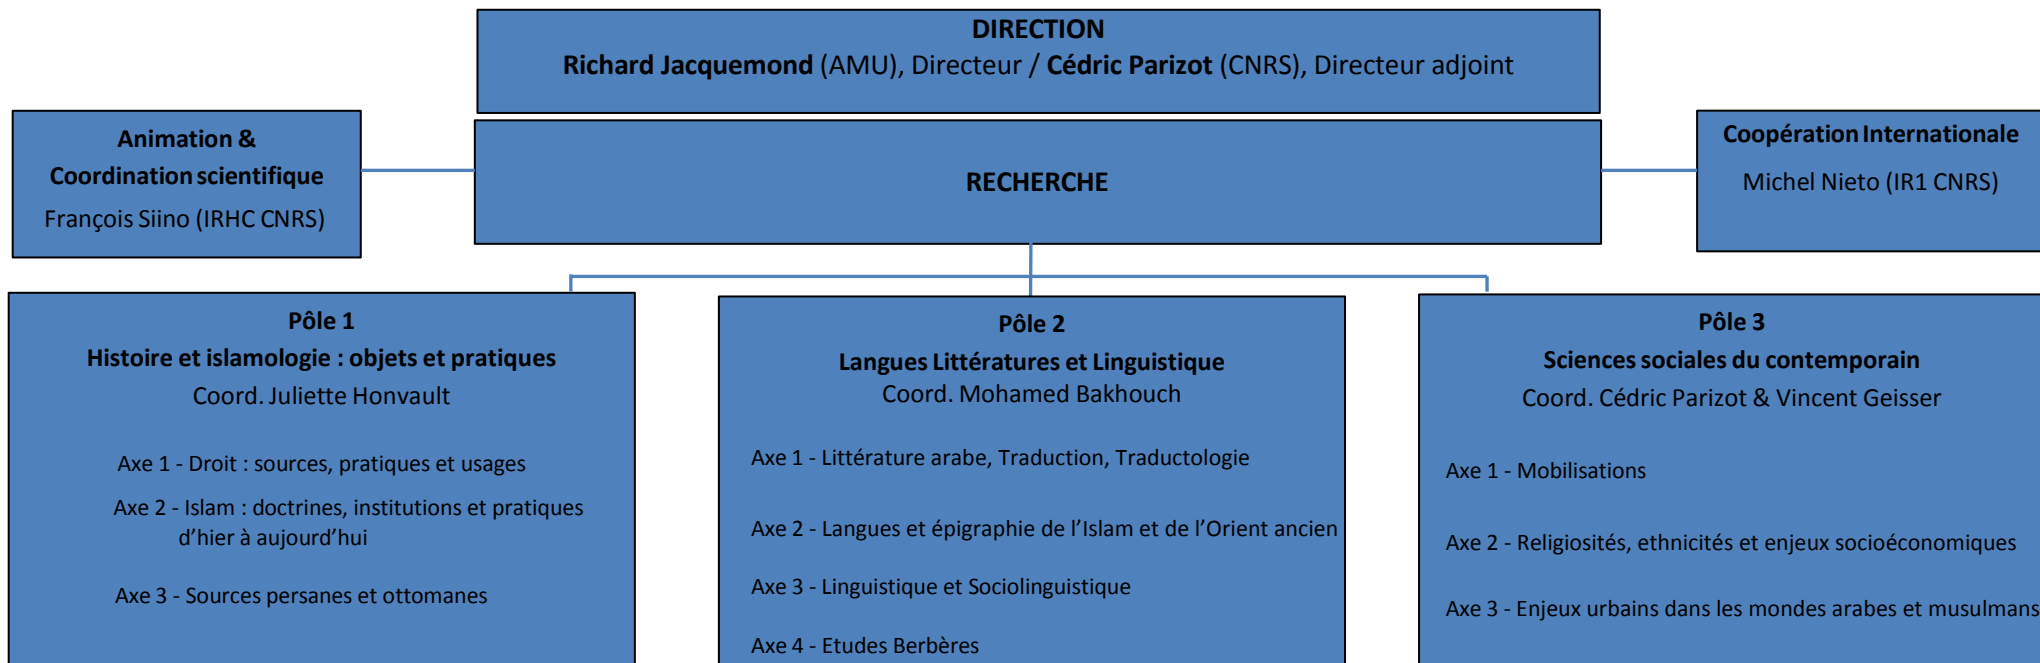 DIRECTION
Richard Jacquemond (AMU), Directeur / Cédric Parizot (CNRS), Directeur adjoint
Animation &
Coordination scientifique
François Siino (IRHC CNRS)
RECHERCHE
Coopération Internationale
Michel Nieto (IR1 CNRS)
Pôle 1
Histoire et islamologie : objets et pratiques
Coord. Juliette Honvault
Axe 1 - Droit : sources, pratiques et usages
Axe 2 - Islam : doctrines, institutions et pratiques
d’hier à aujourd’hui
Axe 3 - Sources persanes et ottomanes
Pôle 2
Langues Littératures et Linguistique
Coord. Mohamed Bakhouch
Axe 1 - Littérature arabe, Traduction, Traductologie
Axe 2 - Langues et épigraphie de l’Islam et de l’Orient ancien
Axe 3 - Linguistique et Sociolinguistique
Axe 4 - Etudes Berbères
Pôle 3
Sciences sociales du contemporain
Coord. Cédric Parizot & Vincent Geisser
Axe 1 - Mobilisations
Axe 2 - Religiosités, ethnicités et enjeux socioéconomiques
Axe 3 - Enjeux urbains dans les mondes arabes et musulmans